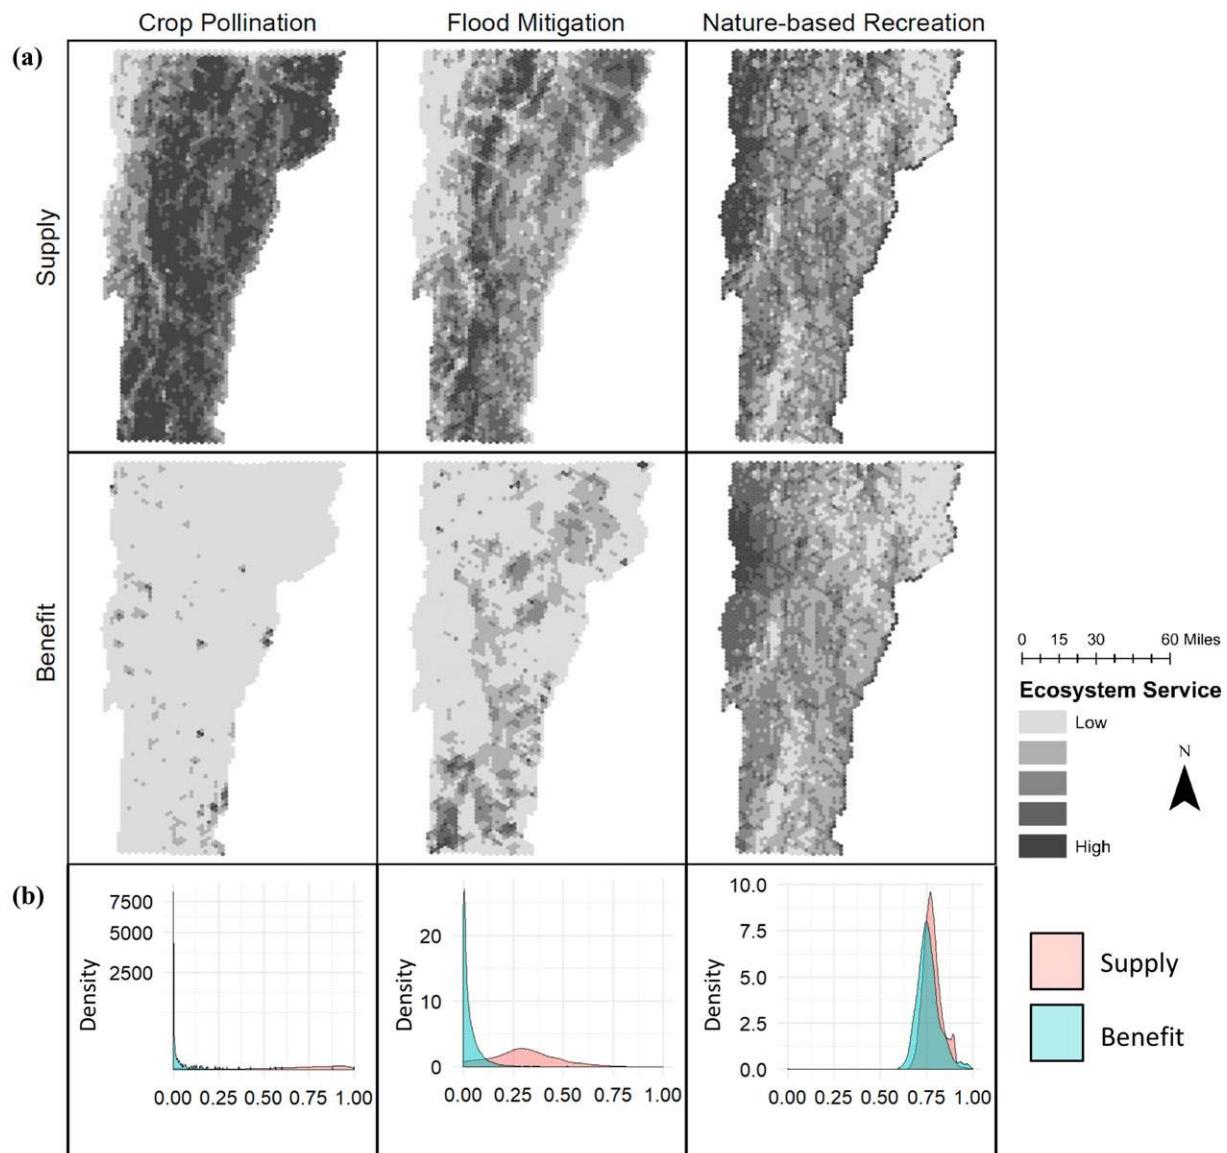 Crop Pollination Flood Mitigation Nature-based Recreation
(a)
Supply
Benefit
0 15 30 60 Miles
Ecosystem Service
Low
High
N
(b)
7500
5000
2500
Density
0.00 0.25 0.50 0.75 1.00
20
10
0
Density
0.00 0.25 0.50 0.75 1.00
10.0
7.5
5.0
2.5
0.0
Density
0.00 0.25 0.50 0.75 1.00
Supply
Benefit